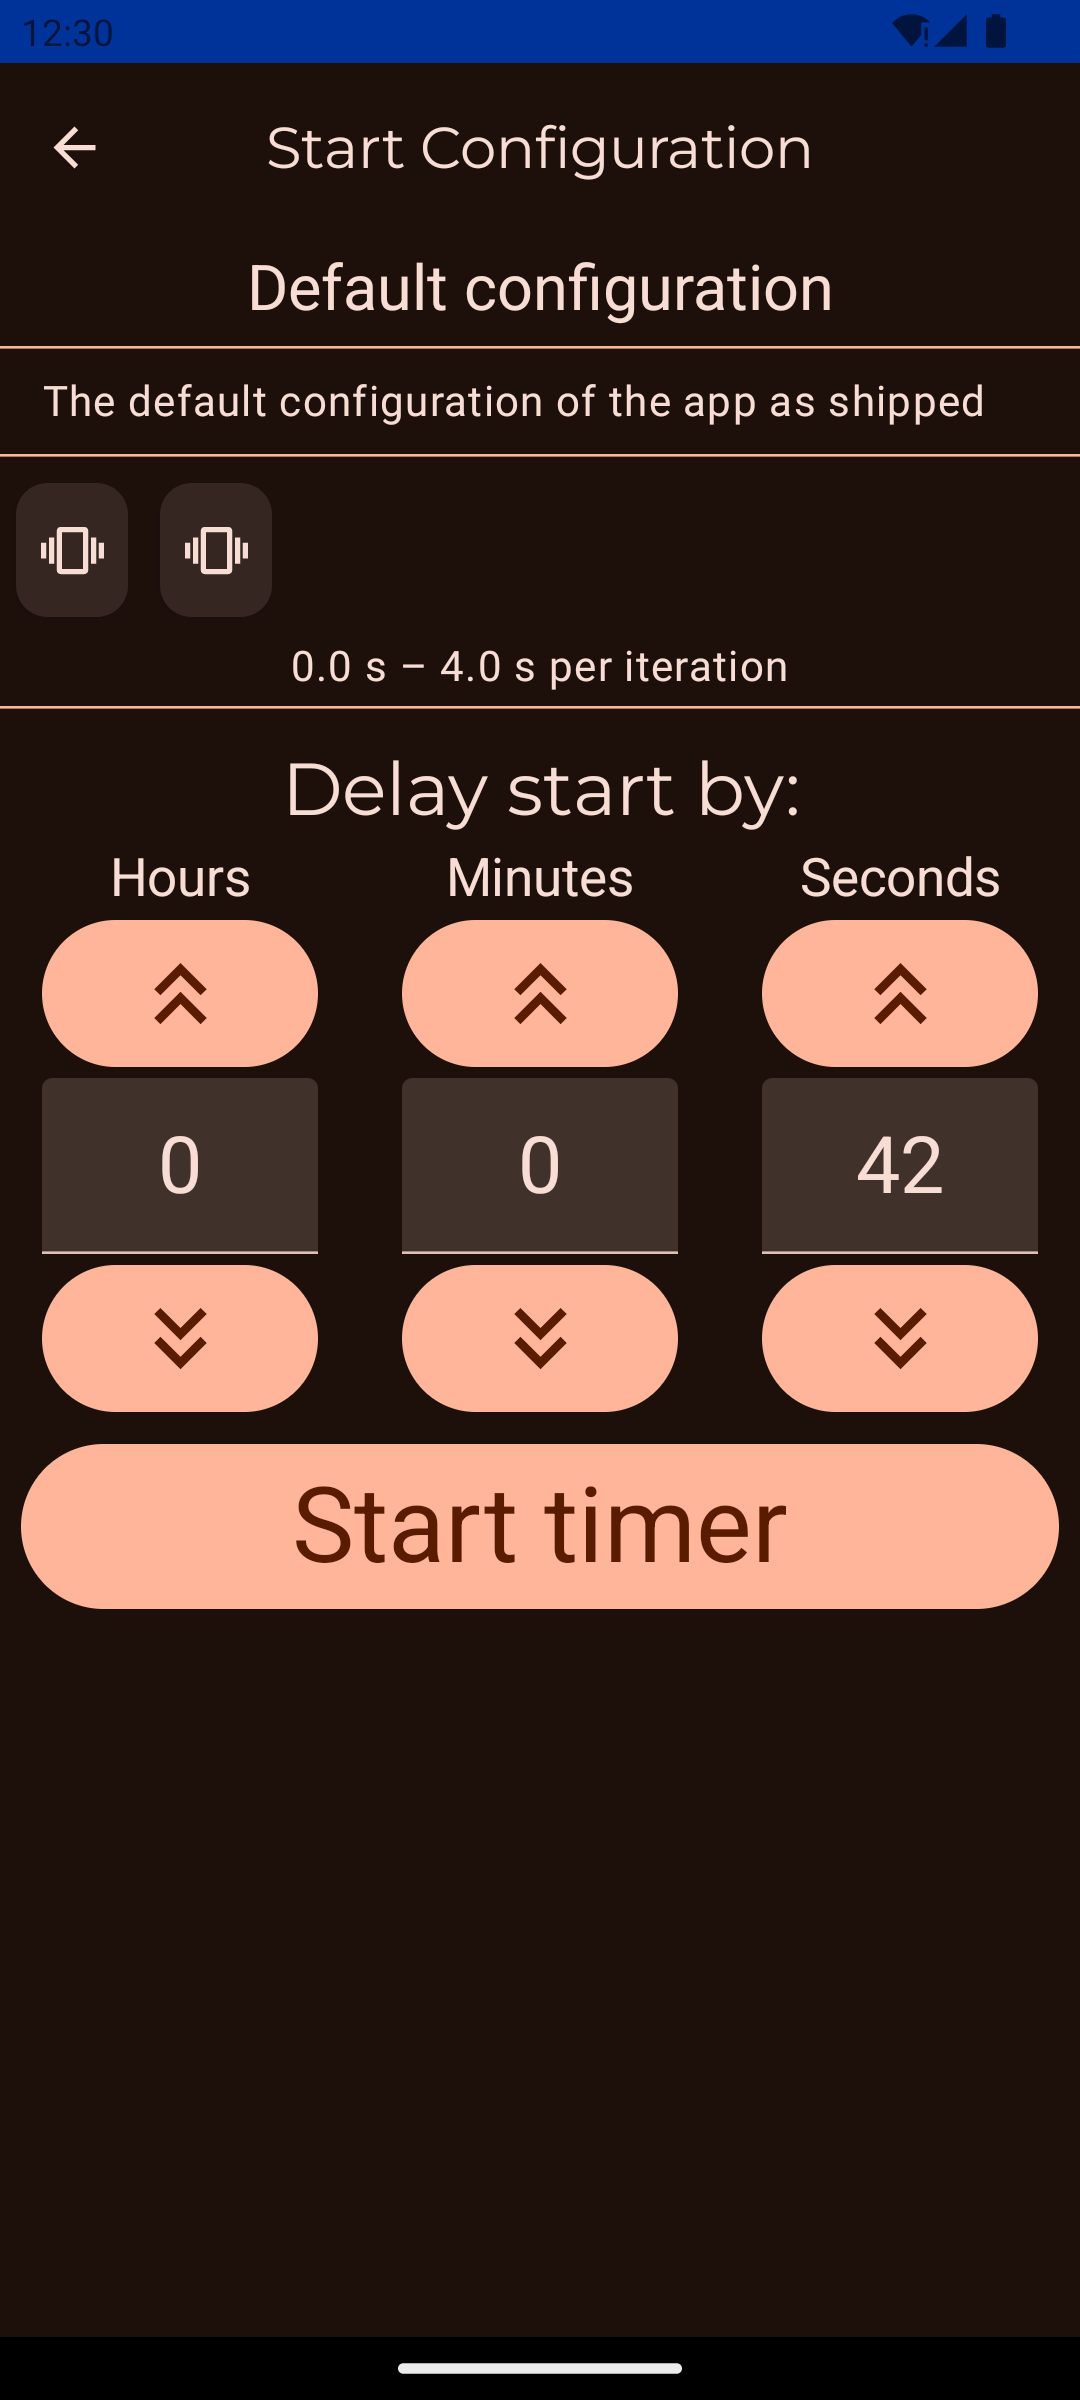 12:30
Start Configuration
Default configuration
The default configuration of the app as shipped
0.0 s – 4.0 s per iteration
Delay start by:
Hours Minutes Seconds
0 0 42
Start timer